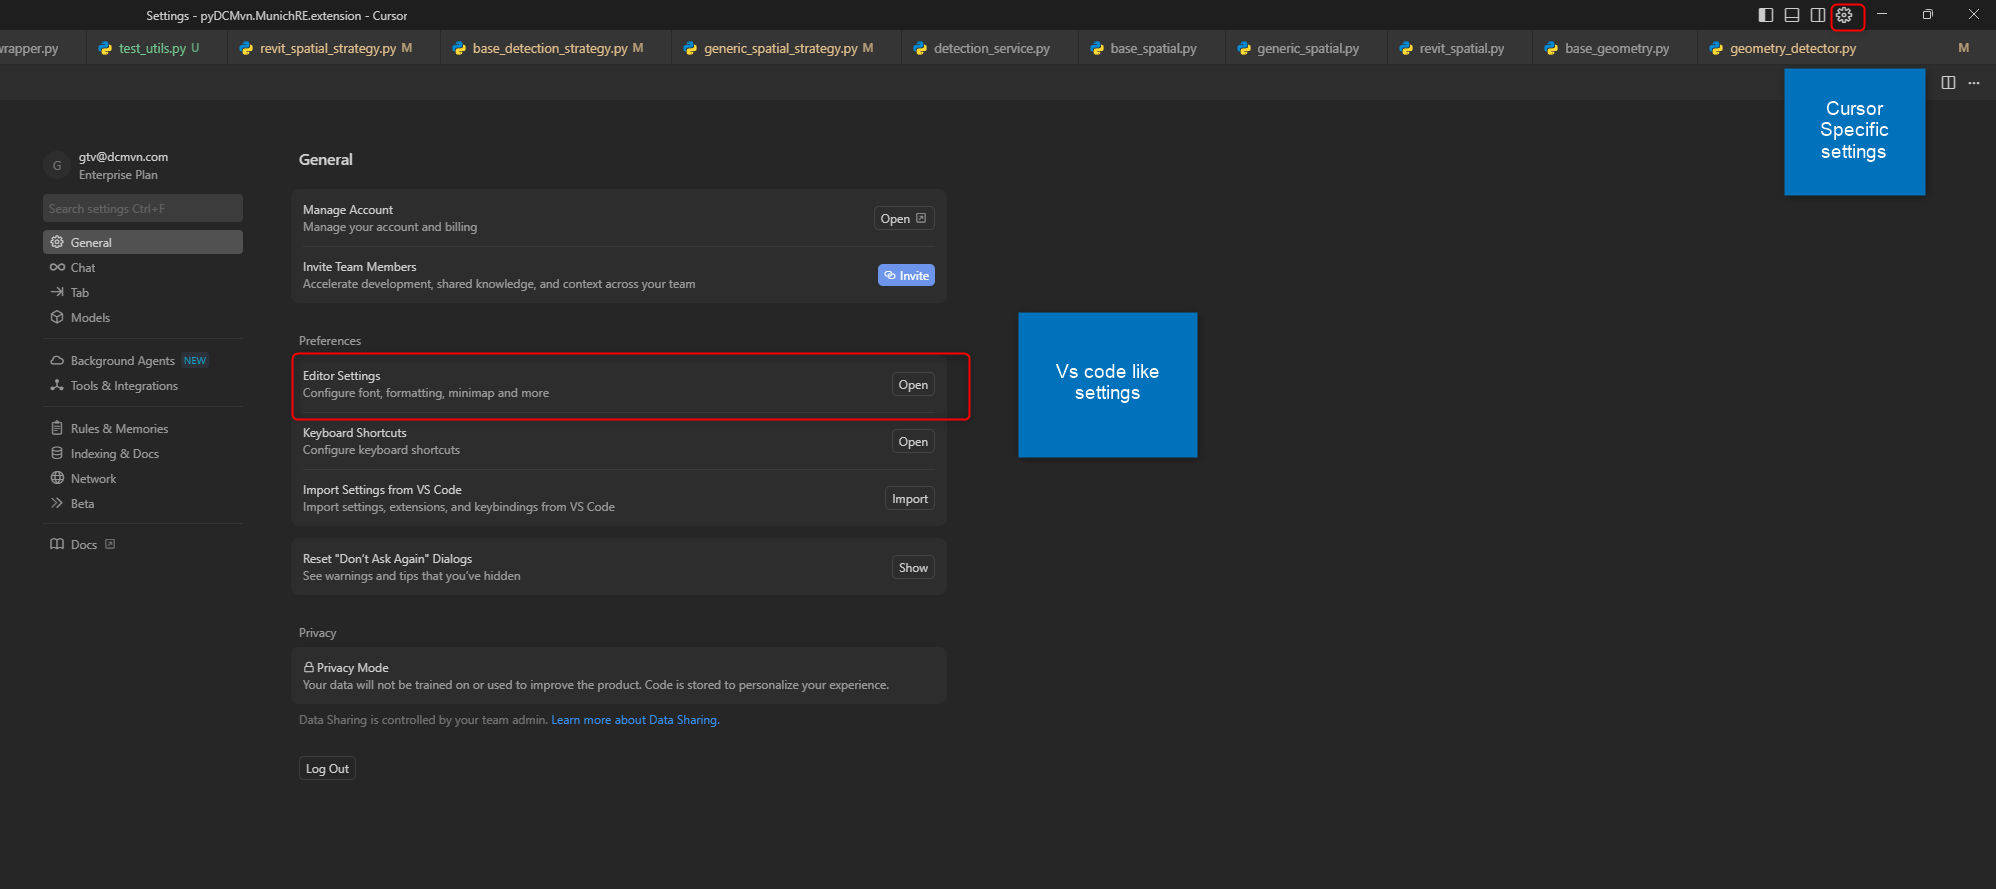 Settings - pyDCMvn.MunichRE.extension - Cursor
wrapper.py
test_utils.py U
revit_spatial_strategy.py M
base_detection_strategy.py M
generic_spatial_strategy.py M
detection_service.py
base_spatial.py
generic_spatial.py
revit_spatial.py
base_geometry.py
geometry_detector.py M
Cursor
Specific
settings
G
gtv@dcmvn.com
Enterprise Plan
Search settings Ctrl+F
General
Chat
Tab
Models
Background Agents NEW
Tools & Integrations
Rules & Memories
Indexing & Docs
Network
Beta
Docs
General
Manage Account
Manage your account and billing
Open
Invite Team Members
Accelerate development, shared knowledge, and context across your team
Invite
Preferences
Editor Settings
Configure font, formatting, minimap and more
Open
Keyboard Shortcuts
Configure keyboard shortcuts
Open
Import Settings from VS Code
Import settings, extensions, and keybindings from VS Code
Import
Reset "Don't Ask Again" Dialogs
See warnings and tips that you've hidden
Show
Privacy
Privacy Mode
Your data will not be trained on or used to improve the product. Code is stored to personalize your experience.
Data Sharing is controlled by your team admin. Learn more about Data Sharing.
Log Out
Vs code like
settings